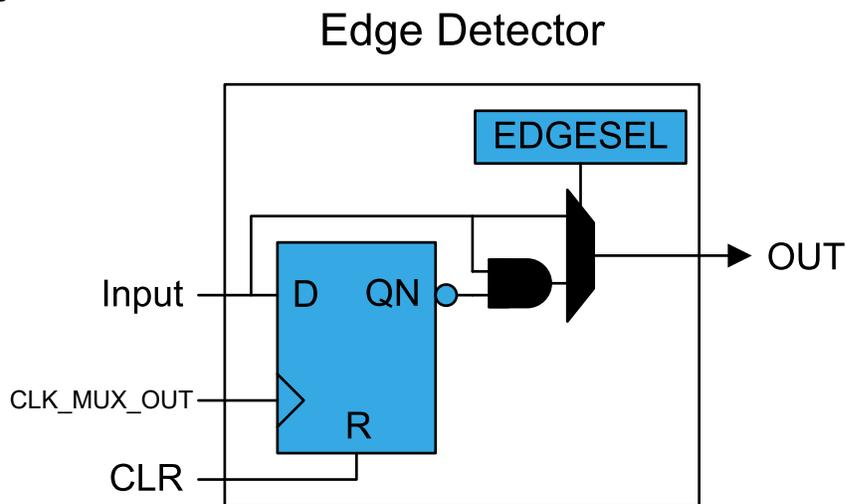 Edge Detector
EDGESEL
OUT
Input
D
QN
CLK_MUX_OUT
R
CLR